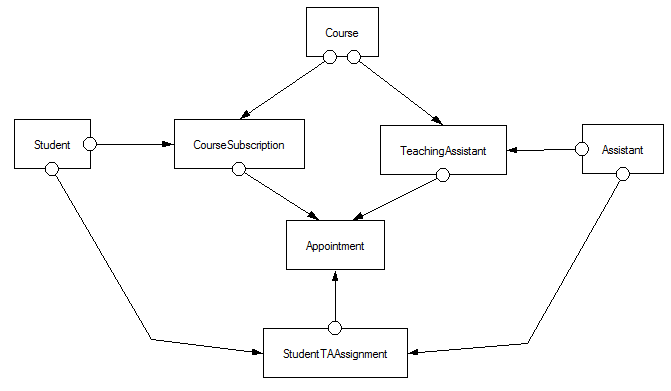 Course
Student
CourseSubscription
TeachingAssistant
Assistant
Appointment
StudentTAAssignment